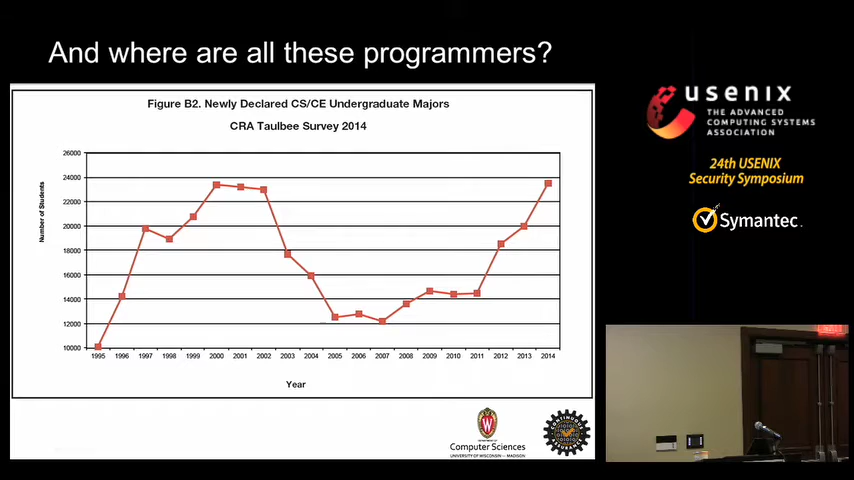 And where are all these programmers?
Figure B2. Newly Declared CS/CE Undergraduate Majors
CRA Taulbee Survey 2014
Number of Students
26000
24000
22000
20000
18000
16000
14000
12000
10000
1995 1996 1997 1998 1999 2000 2001 2002 2003 2004 2005 2006 2007 2008 2009 2010 2011 2012 2013 2014
Year
DEPARTMENT OF
Computer Sciences
UNIVERSITY OF WISCONSIN — MADISON
usenix
THE ADVANCED
COMPUTING SYSTEMS
ASSOCIATION
24th USENIX
Security Symposium
Symantec.